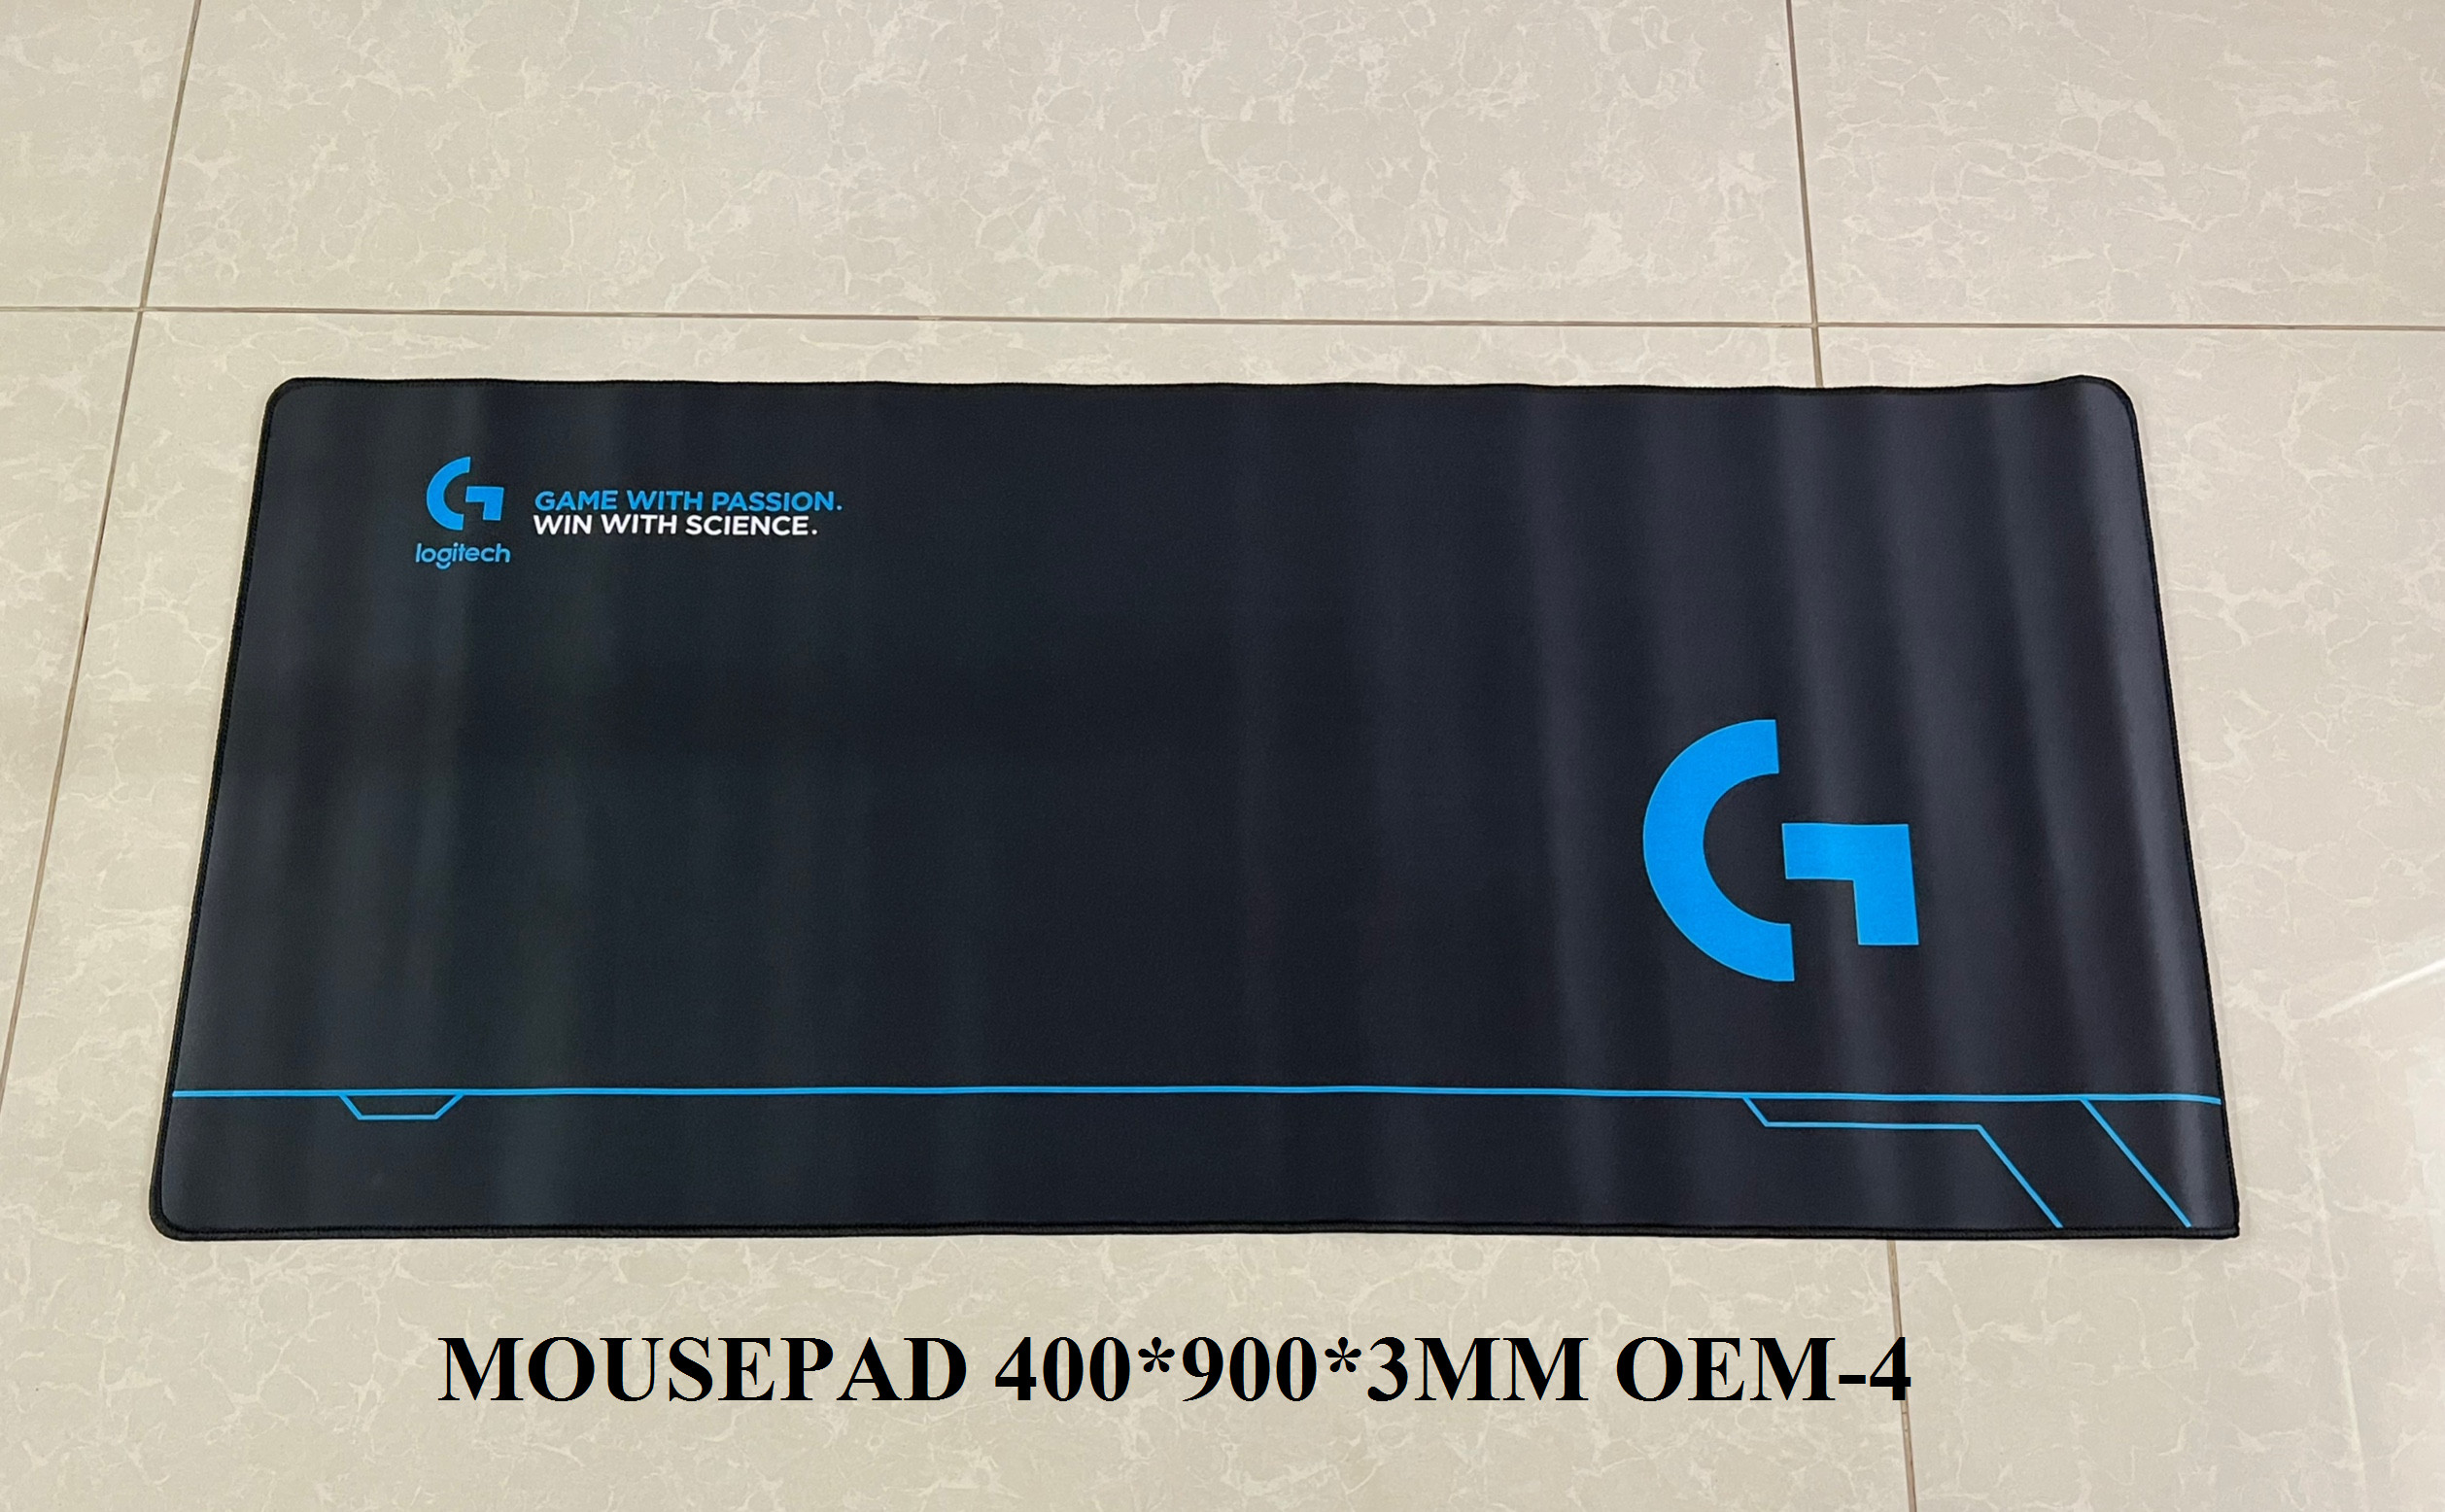 GAME WITH PASSION.
WIN WITH SCIENCE.
logitech
MOUSEPAD 400*900*3MM OEM-4